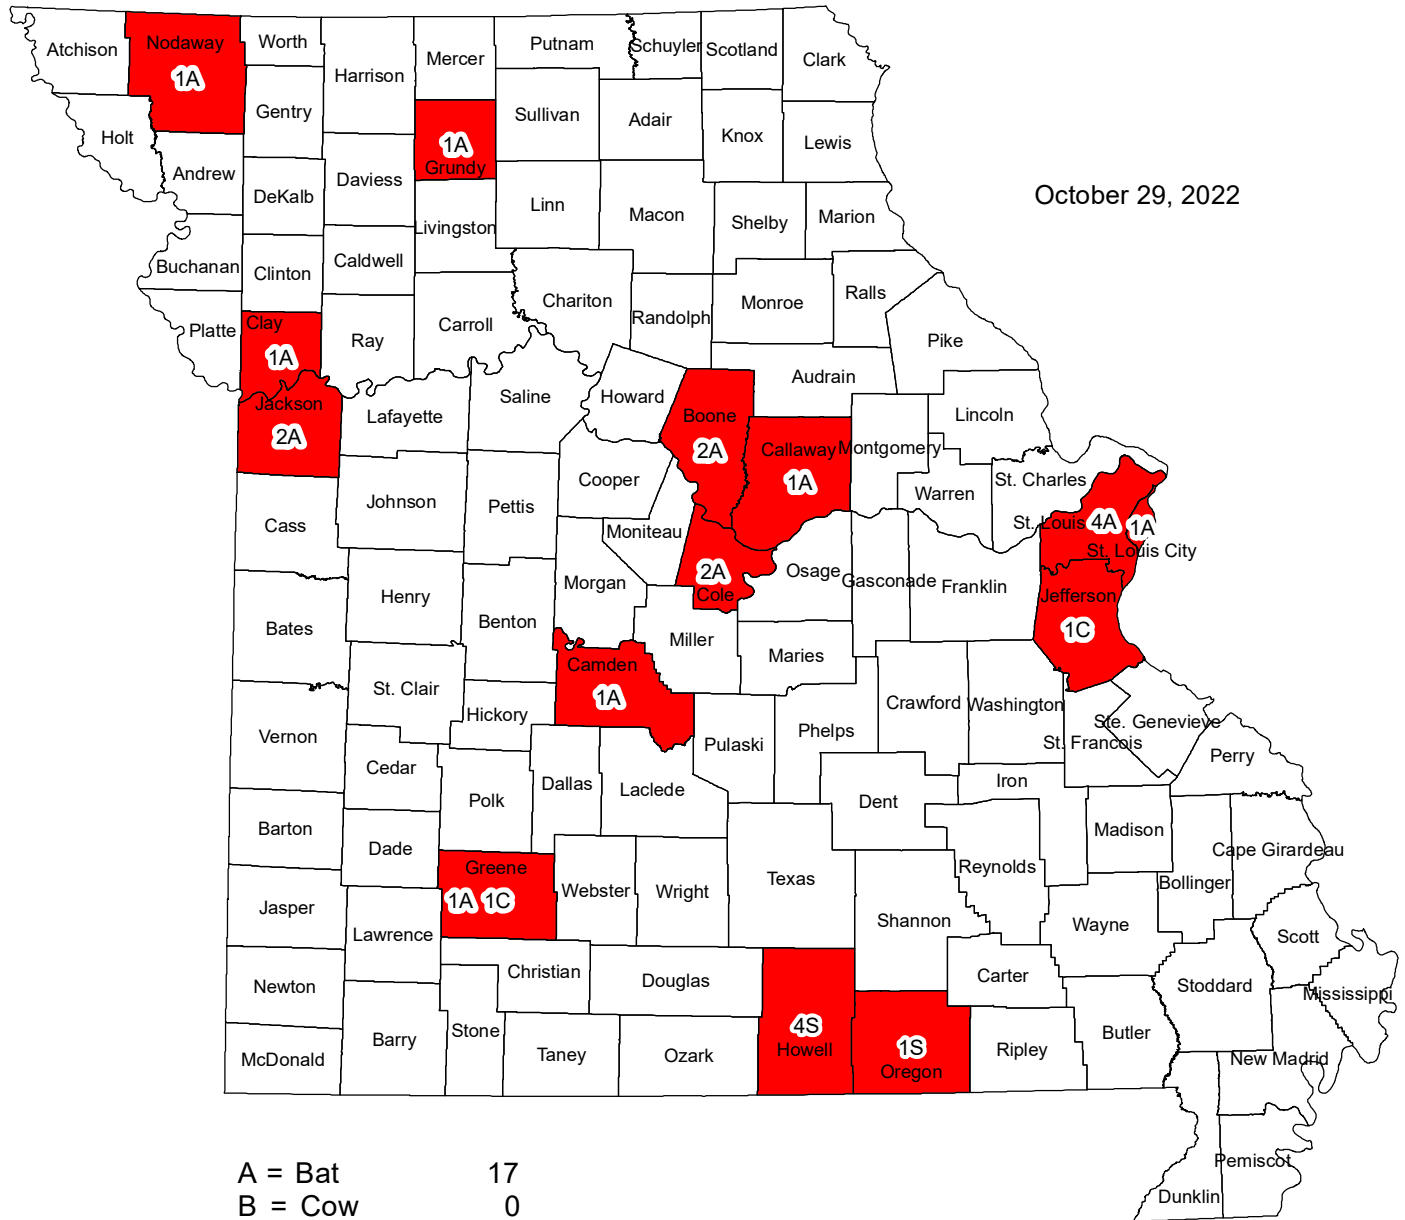 Atchison
Nodaway
1A
Worth
Harrison
Mercer
Putnam
Schuyler
Scotland
Clark
Holt
Gentry
1A
Grundy
Sullivan
Adair
Knox
Lewis
Andrew
DeKalb
Daviess
Livingston
Linn
Macon
Shelby
Marion
October 29, 2022
Buchanan
Clinton
Caldwell
Chariton
Randolph
Monroe
Ralls
Platte
Clay
1A
Ray
Carroll
Pike
Audrain
Jackson
2A
Lafayette
Saline
Howard
Boone
2A
Callaway
1A
Montgomery
Lincoln
Warren
St. Charles
St. Louis
4A
1A
St. Louis City
Cass
Johnson
Pettis
Cooper
Moniteau
2A
Cole
Osage
Gasconade
Franklin
Jefferson
1C
Bates
Henry
Benton
Morgan
Miller
Maries
Camden
1A
St. Clair
Hickory
Vernon
Cedar
Polk
Dallas
Laclede
Pulaski
Phelps
Crawford
Washington
Ste. Genevieve
St. Francois
Perry
Iron
Dent
Barton
Dade
Greene
1A 1C
Webster
Wright
Texas
Reynolds
Madison
Cape Girardeau
Bollinger
Jasper
Lawrence
Shannon
Wayne
Scott
Newton
Christian
Douglas
Carter
Stoddard
Mississippi
McDonald
Barry
Stone
Taney
Ozark
4S
Howell
1S
Oregon
Ripley
Butler
New Madrid
Pemiscot
Dunklin
A = Bat 17
B = Cow 0